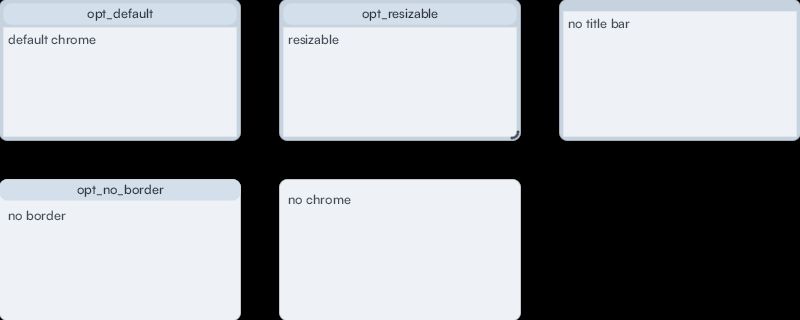 opt_default
default chrome
opt_resizable
resizable
no title bar
opt_no_border
no border
no chrome